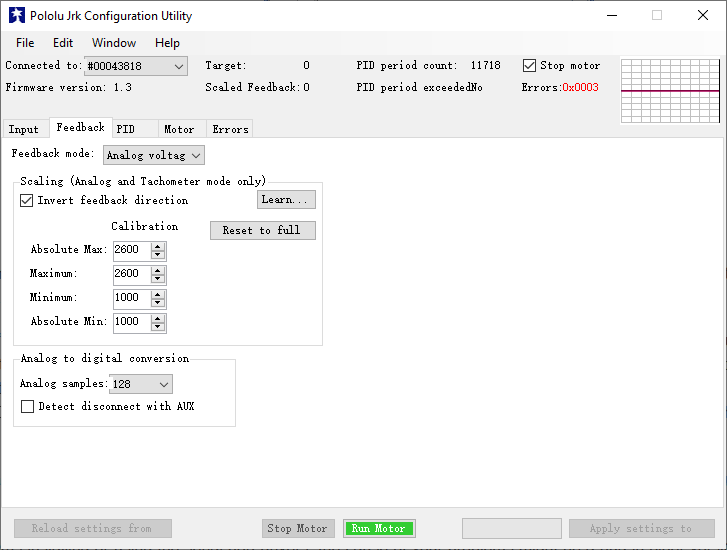 Pololu Jrk Configuration Utility
File Edit Window Help
Connected to: #00043818 Target: 0 PID period count: 11718 Stop motor
Firmware version: 1.3 Scaled Feedback: 0 PID period exceeded No Errors: 0x0003
Input Feedback PID Motor Errors
Feedback mode: Analog voltag
Scaling (Analog and Tachometer mode only)
Invert feedback direction Learn...
Calibration Reset to full
Absolute Max: 2600
Maximum: 2600
Minimum: 1000
Absolute Min: 1000
Analog to digital conversion
Analog samples: 128
Detect disconnect with AUX
Reload settings from Stop Motor Run Motor Apply settings to